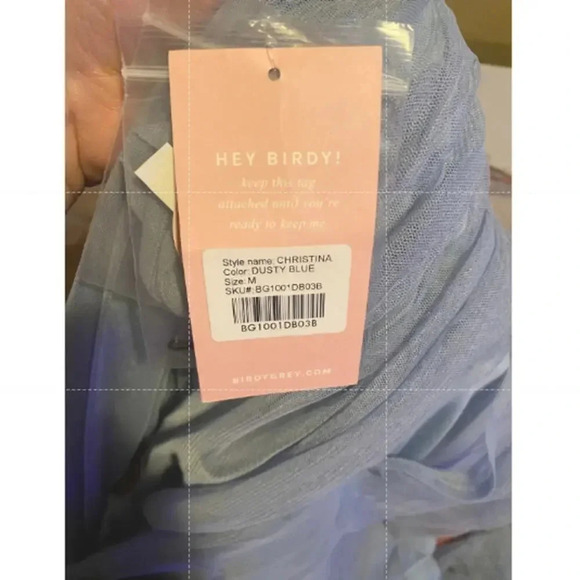 HEY BIRDY!
keep this tag
attached until you're
ready to keep me
Style name: CHRISTINA
Color: DUSTY BLUE
Size: M
SKU#: BG1001DB03B
BG1001DB03B
BIRDYGREY.COM